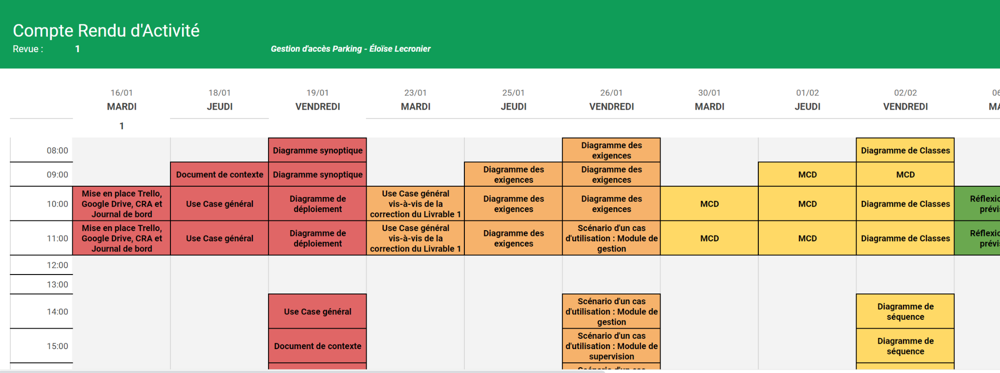 Compte Rendu d'Activité
Revue : 1 Gestion d'accès Parking - Éloïse Lecronier
16/01 18/01 19/01 23/01 25/01 26/01 30/01 01/02 02/02
MARDI JEUDI VENDREDI MARDI JEUDI VENDREDI MARDI JEUDI VENDREDI
1
08:00
Diagramme synoptique
Diagramme des
exigences
Diagramme de Classes
09:00
Document de contexte
Diagramme synoptique
Diagramme des
exigences
Diagramme des
exigences
MCD
MCD
10:00
Mise en place Trello,
Google Drive, CRA et
Journal de bord
Use Case général
Diagramme de
déploiement
Use Case général
vis-à-vis de la
correction du Livrable 1
Diagramme des
exigences
Diagramme des
exigences
MCD
MCD
Diagramme de Classes
11:00
Mise en place Trello,
Google Drive, CRA et
Journal de bord
Use Case général
Diagramme de
déploiement
Use Case général
vis-à-vis de la
correction du Livrable 1
Diagramme des
exigences
Scénario d'un cas
d'utilisation : Module de
gestion
MCD
MCD
Diagramme de Classes
12:00
13:00
14:00
Use Case général
Scénario d'un cas
d'utilisation : Module de
gestion
Diagramme de
séquence
15:00
Document de contexte
Scénario d'un cas
d'utilisation : Module de
supervision
Diagramme de
séquence